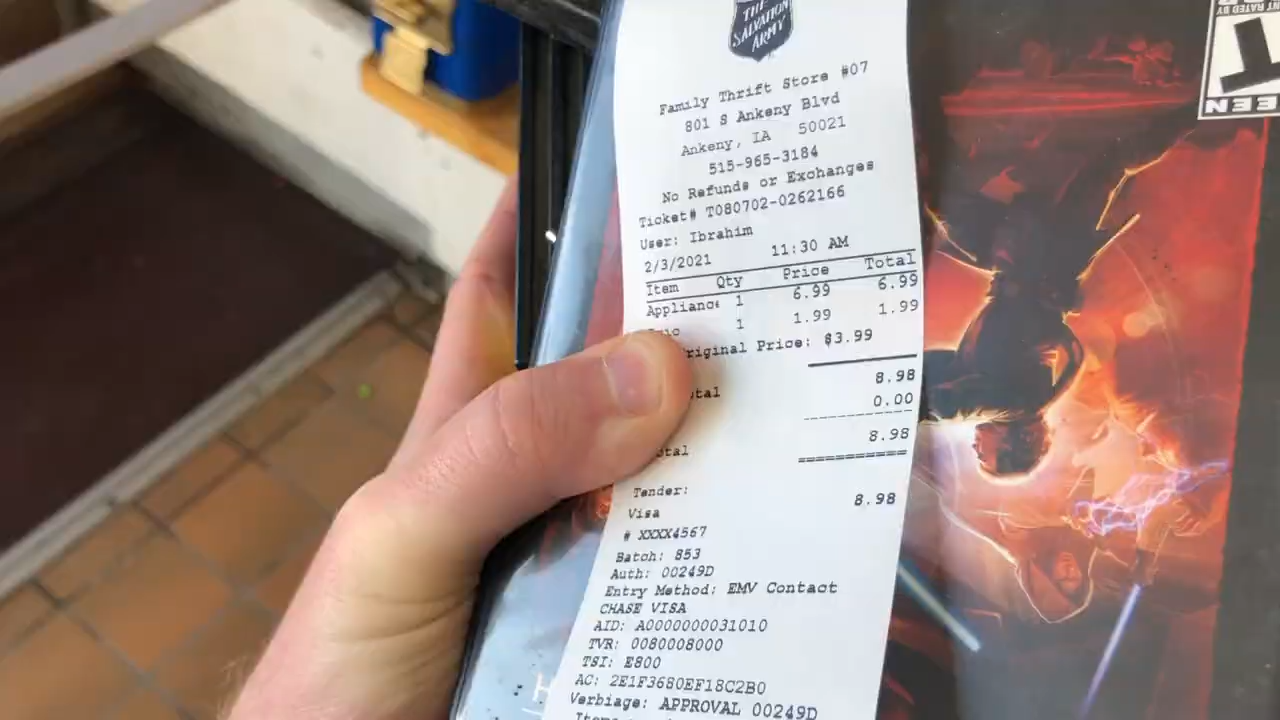 THE
SALVATION
ARMY
Family Thrift Store #07
801 S Ankeny Blvd
Ankeny, IA 50021
515-965-3184
No Refunds or Exchanges
Ticket# T080702-0262166
User: Ibrahim
2/3/2021 11:30 AM
Item Qty Price Total
Appliance 1 6.99 6.99
1 1.99 1.99
riginal Price: $3.99
8.98
otal 0.00
otal 8.98
Tender:
Visa 8.98
# XXXX4567
Batch: 853
Auth: 00249D
Entry Method: EMV Contact
CHASE VISA
AID: A0000000031010
TVR: 0080008000
TSI: E800
AC: 2E1F3680EF18C2B0
Verbiage: APPROVAL 00249D
T
EEN